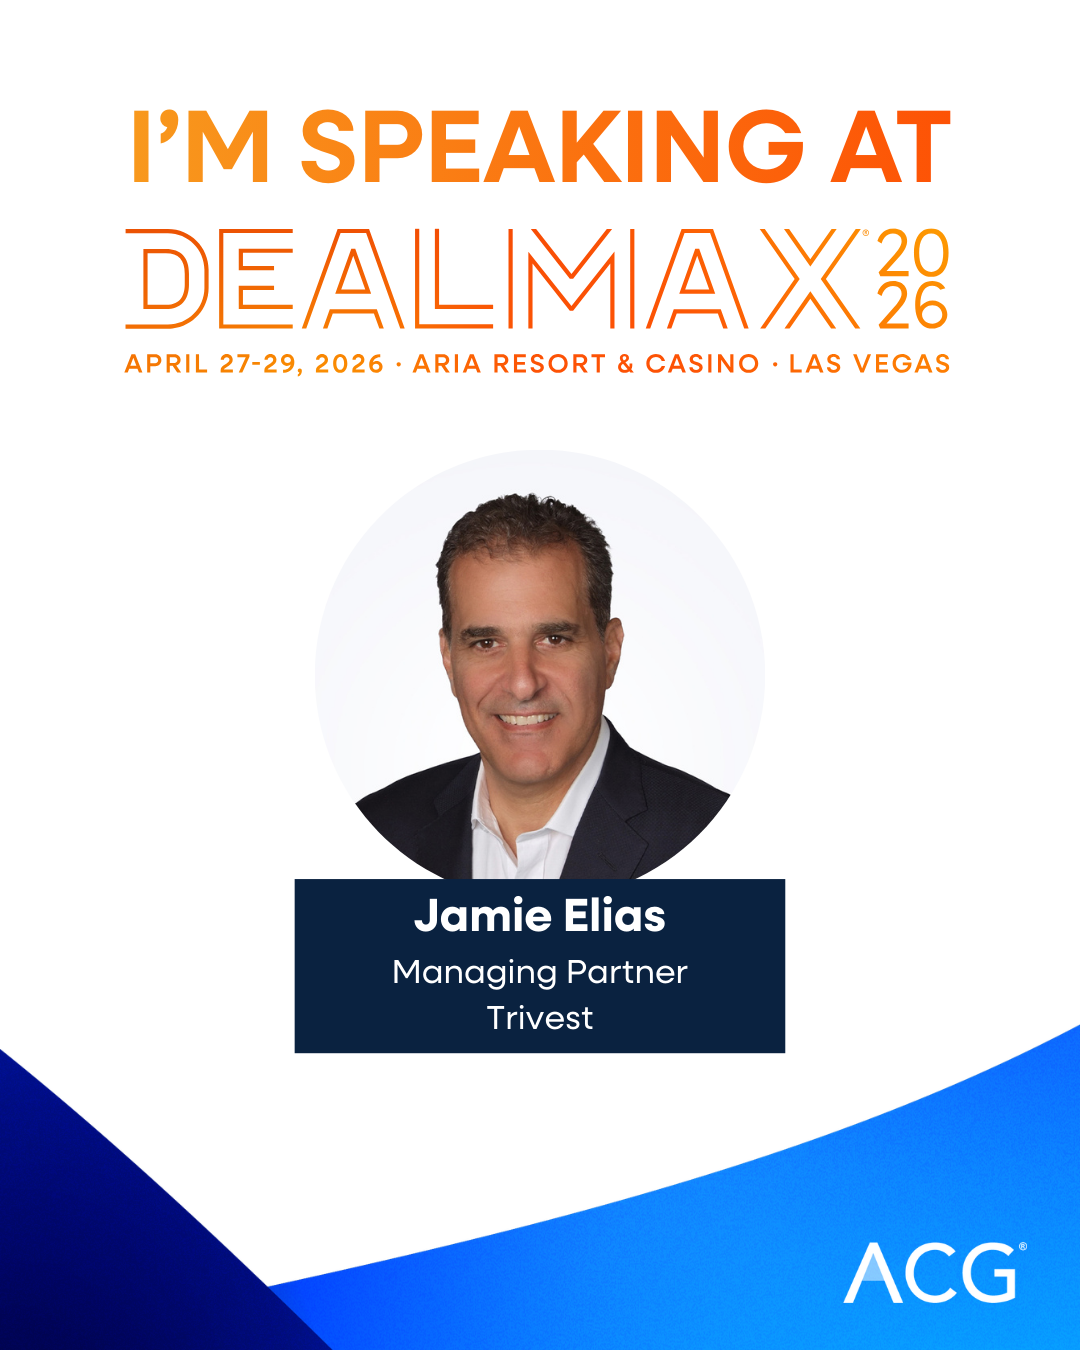 I'M SPEAKING AT
DEALMAX® 2026
APRIL 27-29, 2026 · ARIA RESORT & CASINO · LAS VEGAS
Jamie Elias
Managing Partner
Trivest
ACG®